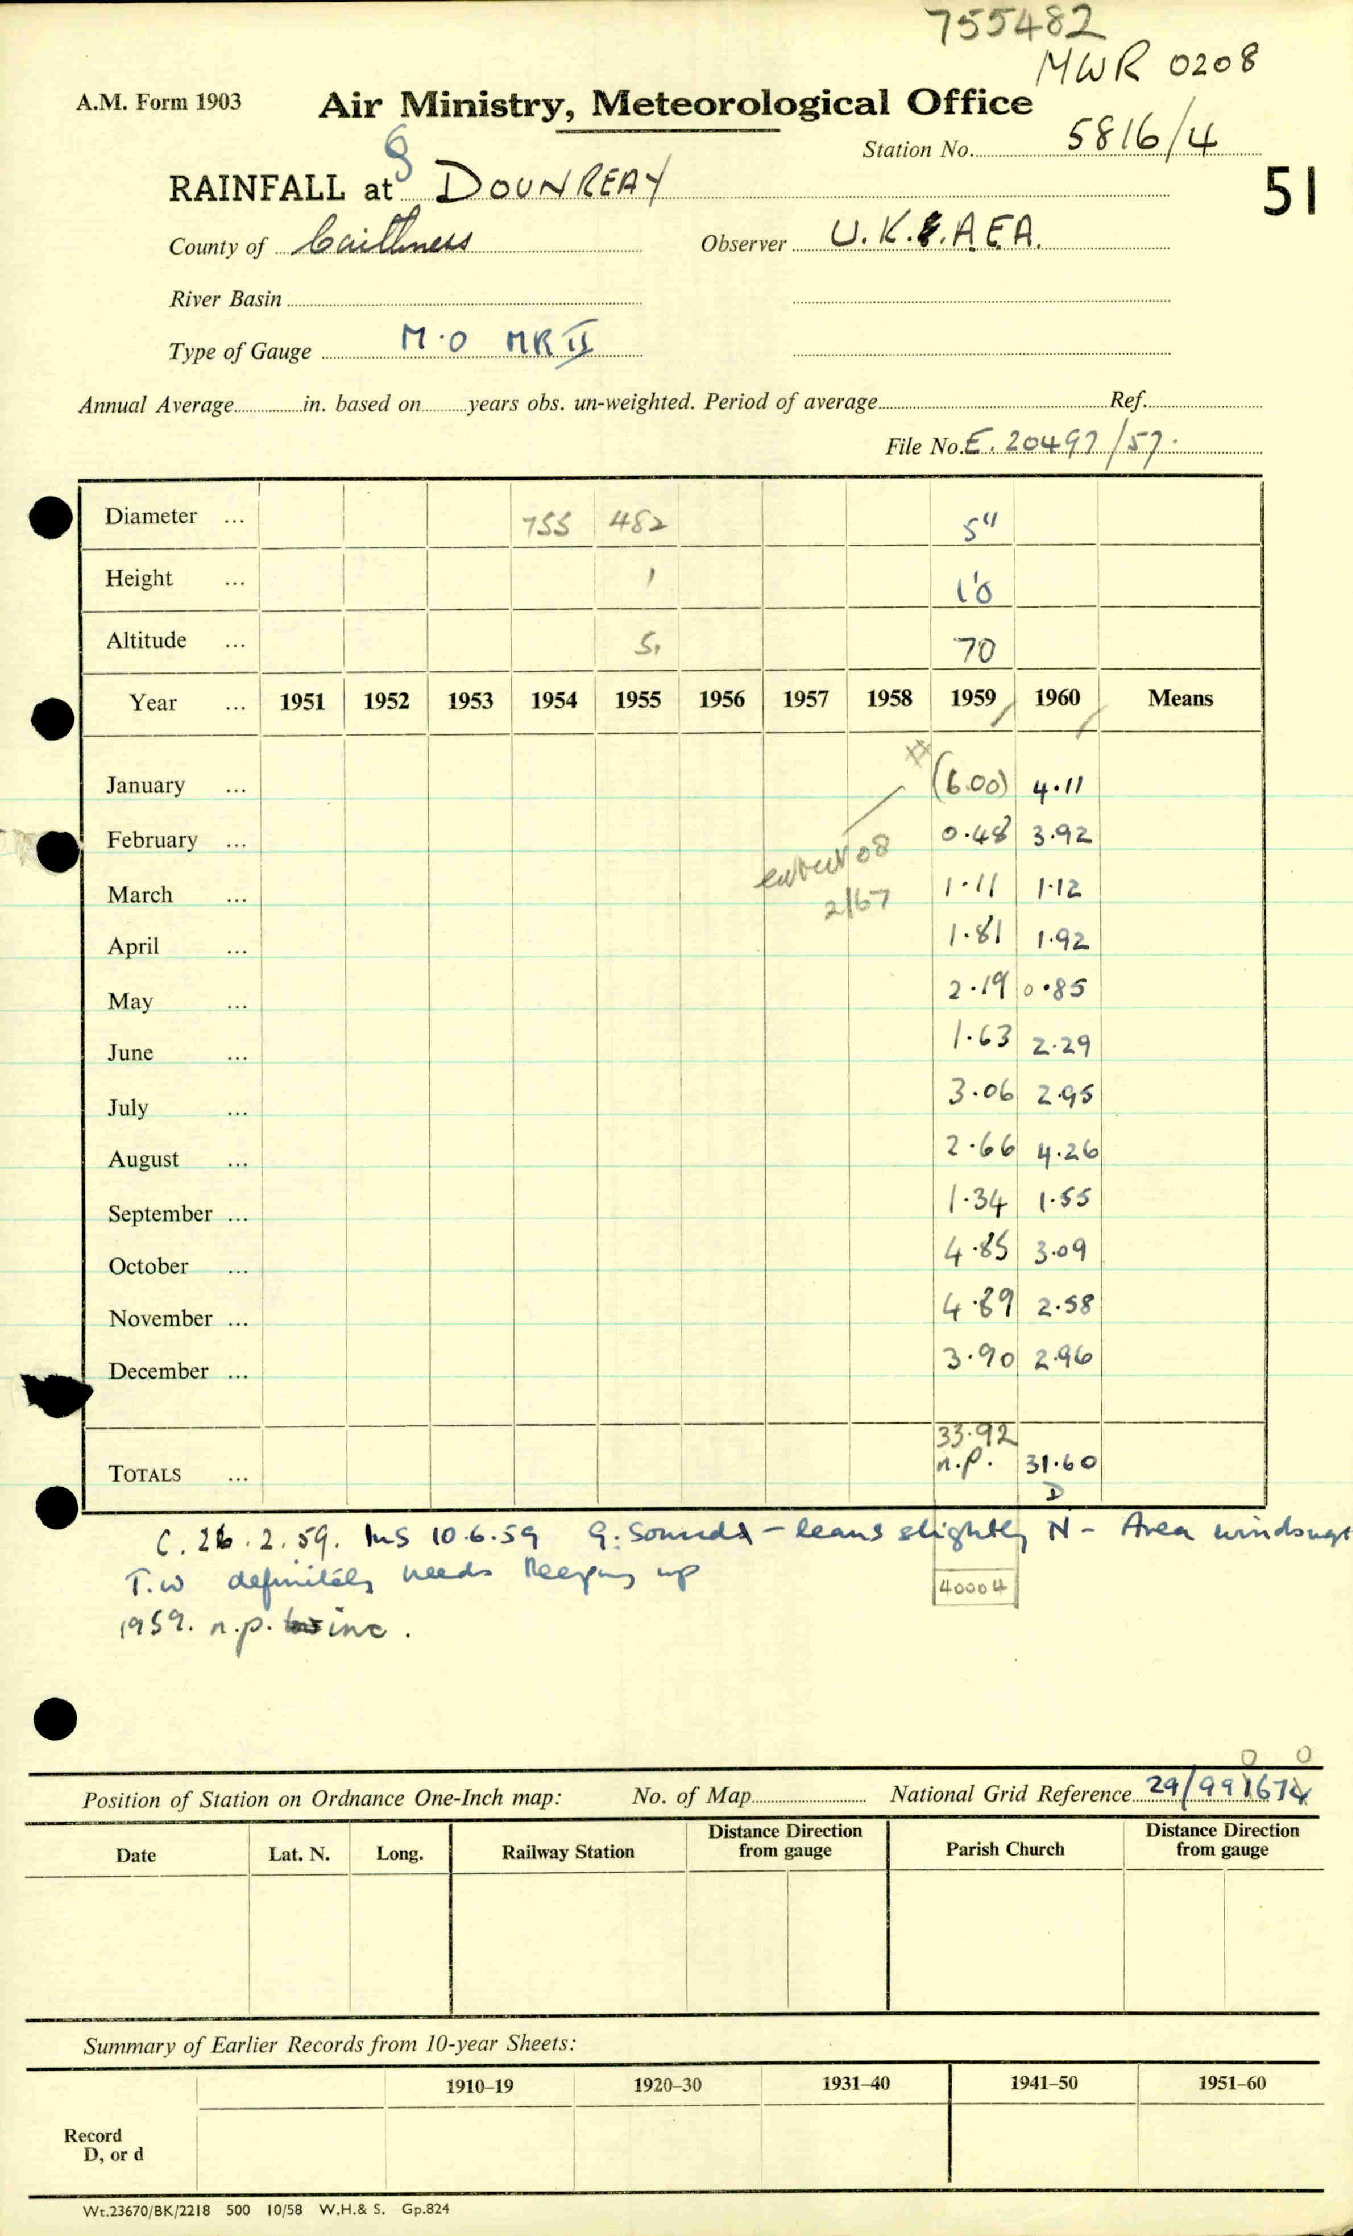 755482
MWR 0208
A.M. Form 1903 Air Ministry, Meteorological Office
Station No. 5816/4
RAINFALL at DOUNREAY 51
County of Caithness Observer U.K.A.E.A.
River Basin
Type of Gauge M.O MK II
Annual Average in. based on years obs. un-weighted. Period of average Ref.
File No. E. 20497/57.
Diameter ... 755 482 5"
Height ... 1 1'0
Altitude ... 5, 70
Year ... 1951 1952 1953 1954 1955 1956 1957 1958 1959 1960 Means
January ... (6.00) 4.11
February ... 0.48 3.92
08
March ... 1.11 1.12
2/67
April ... 1.81 1.92
May ... 2.19 0.85
June ... 1.63 2.29
July ... 3.06 2.95
August ... 2.66 4.26
September ... 1.34 1.55
October ... 4.85 3.09
November ... 4.89 2.58
December ... 3.90 2.96
33.92
TOTALS ... n.p. 31.60
D
C. 26.2.59. Ins 10.6.59 G: Sounds - leans slightly N - Area windswept
T.W definitely needs keeping up
40004
1959. n.p. inc.
0 0
Position of Station on Ordnance One-Inch map: No. of Map National Grid Reference 29/991674
Date Lat. N. Long. Railway Station Distance Direction from gauge Parish Church Distance Direction from gauge
Summary of Earlier Records from 10-year Sheets:
1910–19 1920–30 1931–40 1941–50 1951–60
Record
D, or d
Wt.23670/BK/2218 500 10/58 W.H.& S. Gp.824